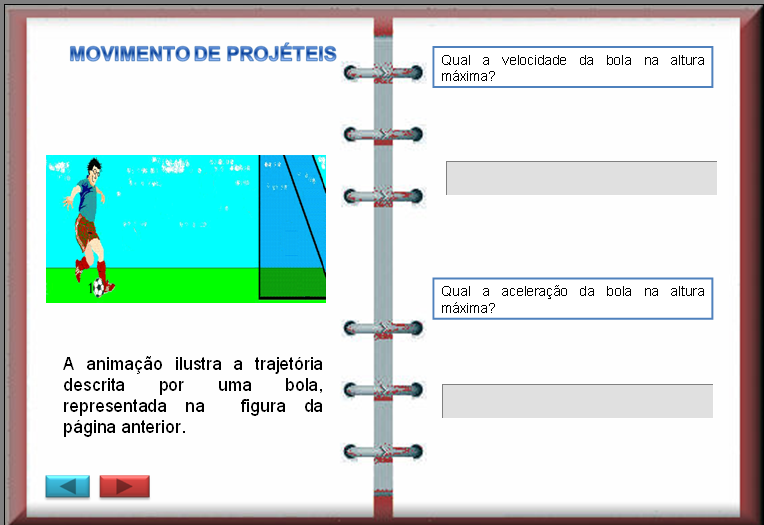 MOVIMENTO DE PROJÉTEIS
A animação ilustra a trajetória
descrita por uma bola,
representada na figura da
página anterior.
Qual a velocidade da bola na altura
máxima?
Qual a aceleração da bola na altura
máxima?